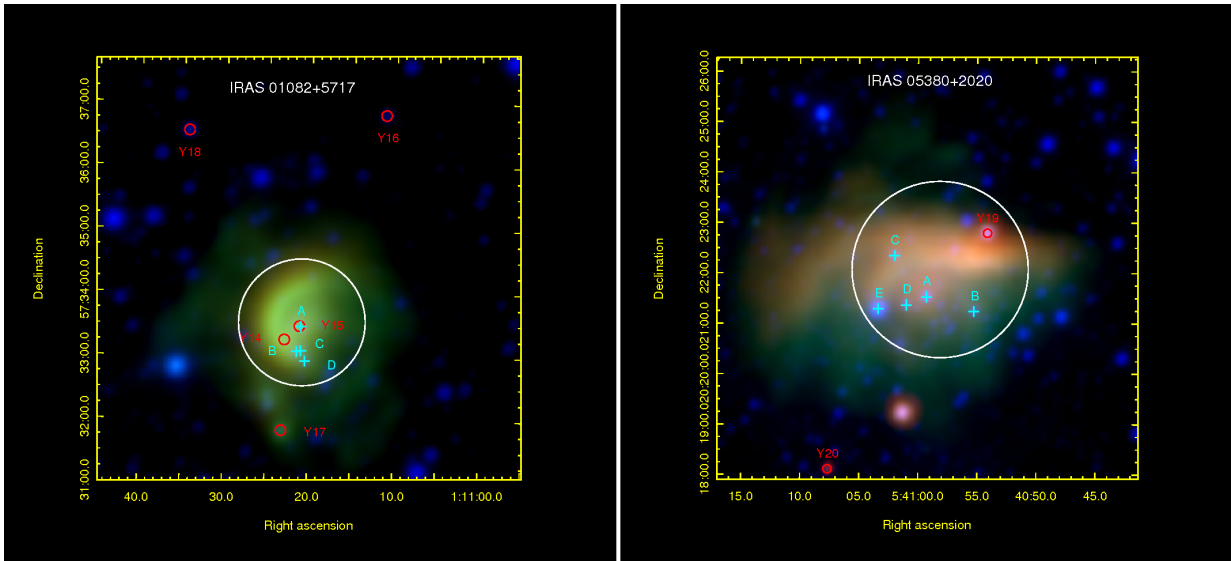 IRAS 01082+5717
Y18
Y16
A
Y15
Y14
B
C
D
Y17
Declination
37:00.0
36:00.0
35:00.0
57:34:00.0
33:00.0
32:00.0
31:00.0
40.0 30.0 20.0 10.0 1:11:00.0
Right ascension
IRAS 05380+2020
Y19
C
A
D
E
B
Y20
Declination
26:00.0
25:00.0
24:00.0
23:00.0
22:00.0
21:00.0
20:20:00.0
19:00.0
18:00.0
15.0 10.0 05.0 5:41:00.0 55.0 40:50.0 45.0
Right ascension